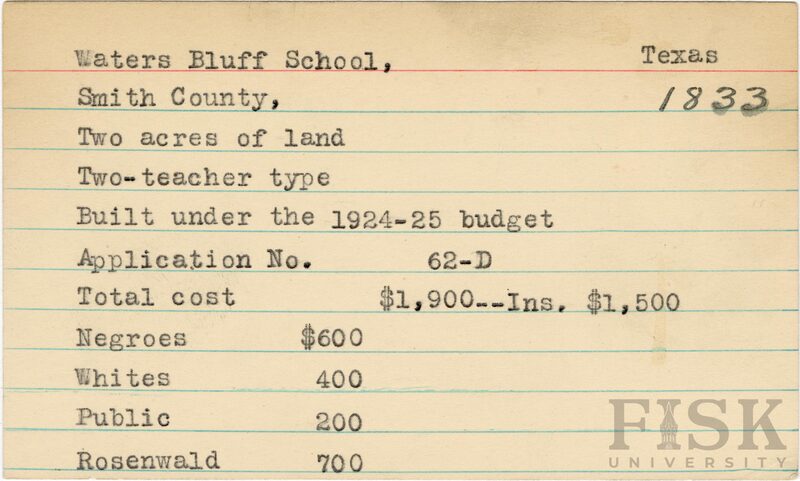 Waters Bluff School, Texas
Smith County, 1833
Two acres of land
Two-teacher type
Built under the 1924-25 budget
Application No. 62-D
Total cost $1,900--Ins. $1,500
Negroes $600
Whites 400
Public 200
Rosenwald 700
FISK
UNIVERSITY